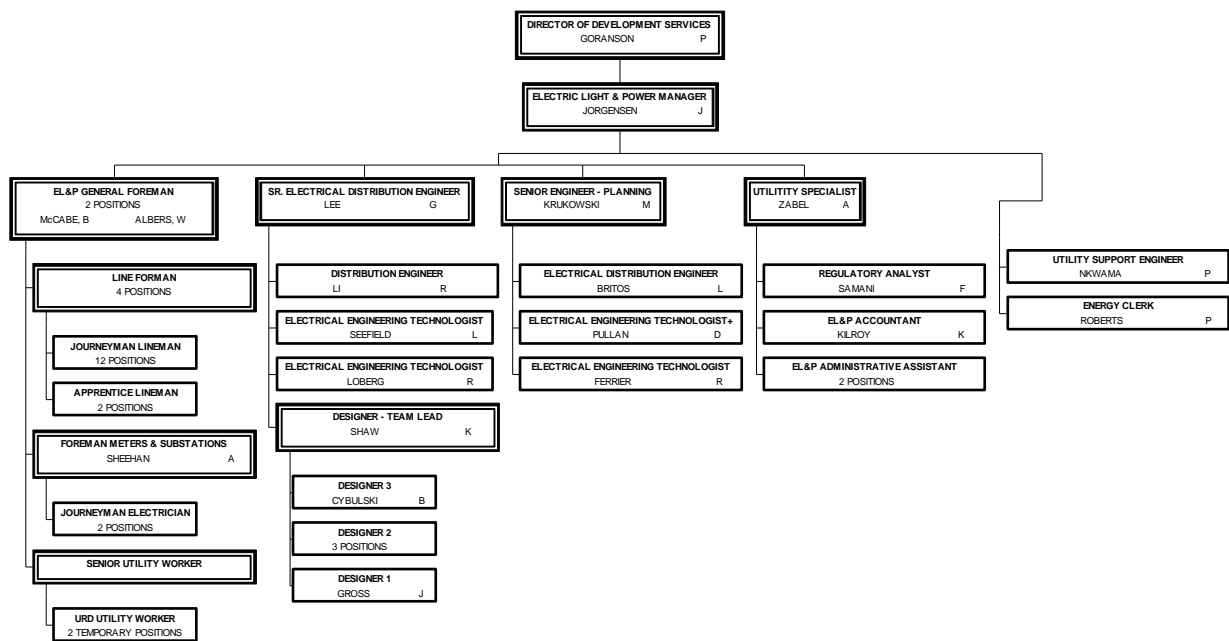 DIRECTOR OF DEVELOPMENT SERVICES
GORANSON P
ELECTRIC LIGHT & POWER MANAGER
JORGENSEN J
EL&P GENERAL FOREMAN
2 POSITIONS
McCABE, B ALBERS, W
LINE FORMAN
4 POSITIONS
JOURNEYMAN LINEMAN
12 POSITIONS
APPRENTICE LINEMAN
2 POSITIONS
FOREMAN METERS & SUBSTATIONS
SHEEHAN A
JOURNEYMAN ELECTRICIAN
2 POSITIONS
SENIOR UTILITY WORKER
URD UTILITY WORKER
2 TEMPORARY POSITIONS
SR. ELECTRICAL DISTRIBUTION ENGINEER
LEE G
DISTRIBUTION ENGINEER
LI R
ELECTRICAL ENGINEERING TECHNOLOGIST
SEEFIELD L
ELECTRICAL ENGINEERING TECHNOLOGIST
LOBERG R
DESIGNER - TEAM LEAD
SHAW K
DESIGNER 3
CYBULSKI B
DESIGNER 2
3 POSITIONS
DESIGNER 1
GROSS J
SENIOR ENGINEER - PLANNING
KRUKOWSKI M
ELECTRICAL DISTRIBUTION ENGINEER
BRITOS L
ELECTRICAL ENGINEERING TECHNOLOGIST+
PULLAN D
ELECTRICAL ENGINEERING TECHNOLOGIST
FERRIER R
UTILITITY SPECIALIST
ZABEL A
REGULATORY ANALYST
SAMANI F
EL&P ACCOUNTANT
KILROY K
EL&P ADMINISTRATIVE ASSISTANT
2 POSITIONS
UTILITY SUPPORT ENGINEER
NKWAMA P
ENERGY CLERK
ROBERTS P